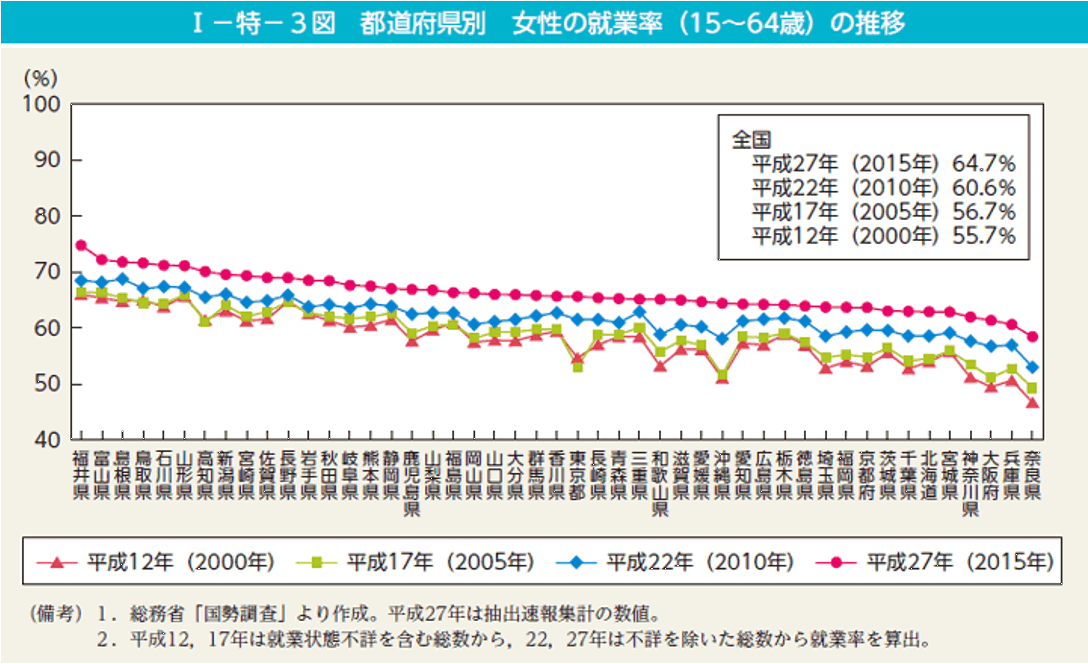 Ⅰ－特－３図　都道府県別　女性の就業率（15～64歳）の推移
(%)
100
90
80
70
60
50
40
全国
平成27年（2015年）64.7%
平成22年（2010年）60.6%
平成17年（2005年）56.7%
平成12年（2000年）55.7%
福井県
富山県
島根県
鳥取県
石川県
山形県
高知県
新潟県
宮崎県
佐賀県
長野県
岩手県
秋田県
岐阜県
熊本県
静岡県
鹿児島県
山梨県
福島県
岡山県
山口県
大分県
群馬県
香川県
東京都
長崎県
青森県
三重県
和歌山県
滋賀県
愛媛県
沖縄県
愛知県
広島県
栃木県
徳島県
埼玉県
福岡県
京都府
茨城県
千葉県
北海道
宮城県
神奈川県
大阪府
兵庫県
奈良県
平成12年（2000年）　平成17年（2005年）　平成22年（2010年）　平成27年（2015年）
（備考）１．総務省「国勢調査」より作成。平成27年は抽出速報集計の数値。
２．平成12，17年は就業状態不詳を含む総数から，22，27年は不詳を除いた総数から就業率を算出。